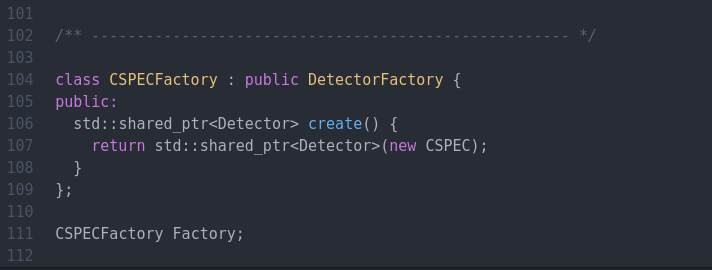 101
102 /** ----------------------------------------------------- */
103
104 class CSPECFactory : public DetectorFactory {
105 public:
106   std::shared_ptr<Detector> create() {
107     return std::shared_ptr<Detector>(new CSPEC);
108   }
109 };
110
111 CSPECFactory Factory;
112